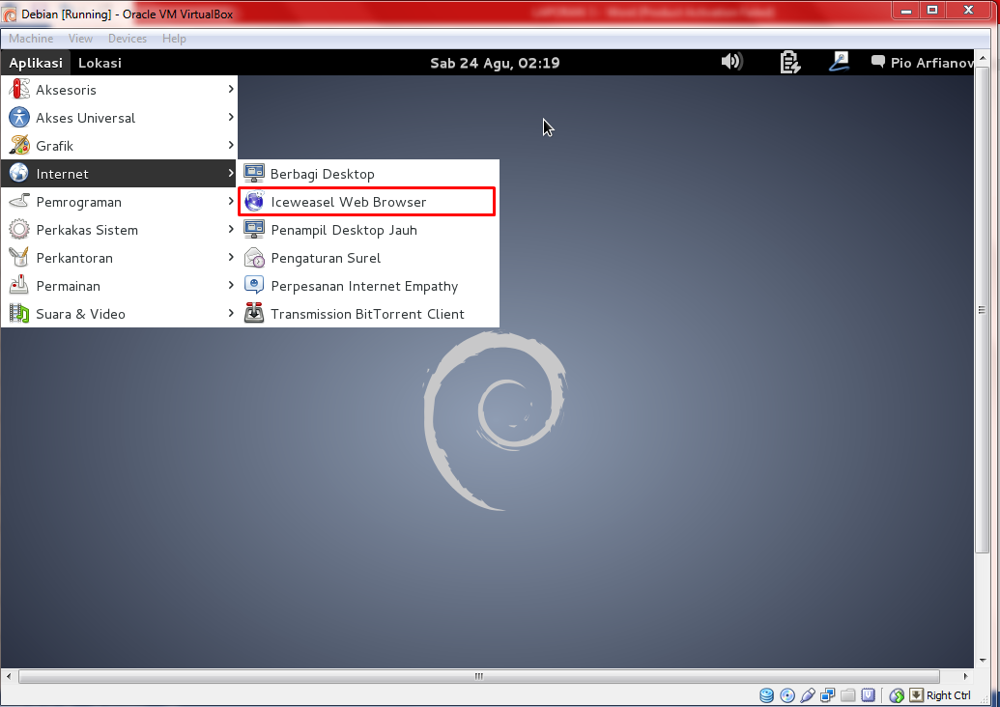 Debian [Running] - Oracle VM VirtualBox
Machine View Devices Help
Aplikasi Lokasi Sab 24 Agu, 02:19 Pio Arfianov
Aksesoris
Akses Universal
Grafik
Internet
Pemrograman
Perkakas Sistem
Perkantoran
Permainan
Suara & Video
Berbagi Desktop
Iceweasel Web Browser
Penampil Desktop Jauh
Pengaturan Surel
Perpesanan Internet Empathy
Transmission BitTorrent Client
Right Ctrl